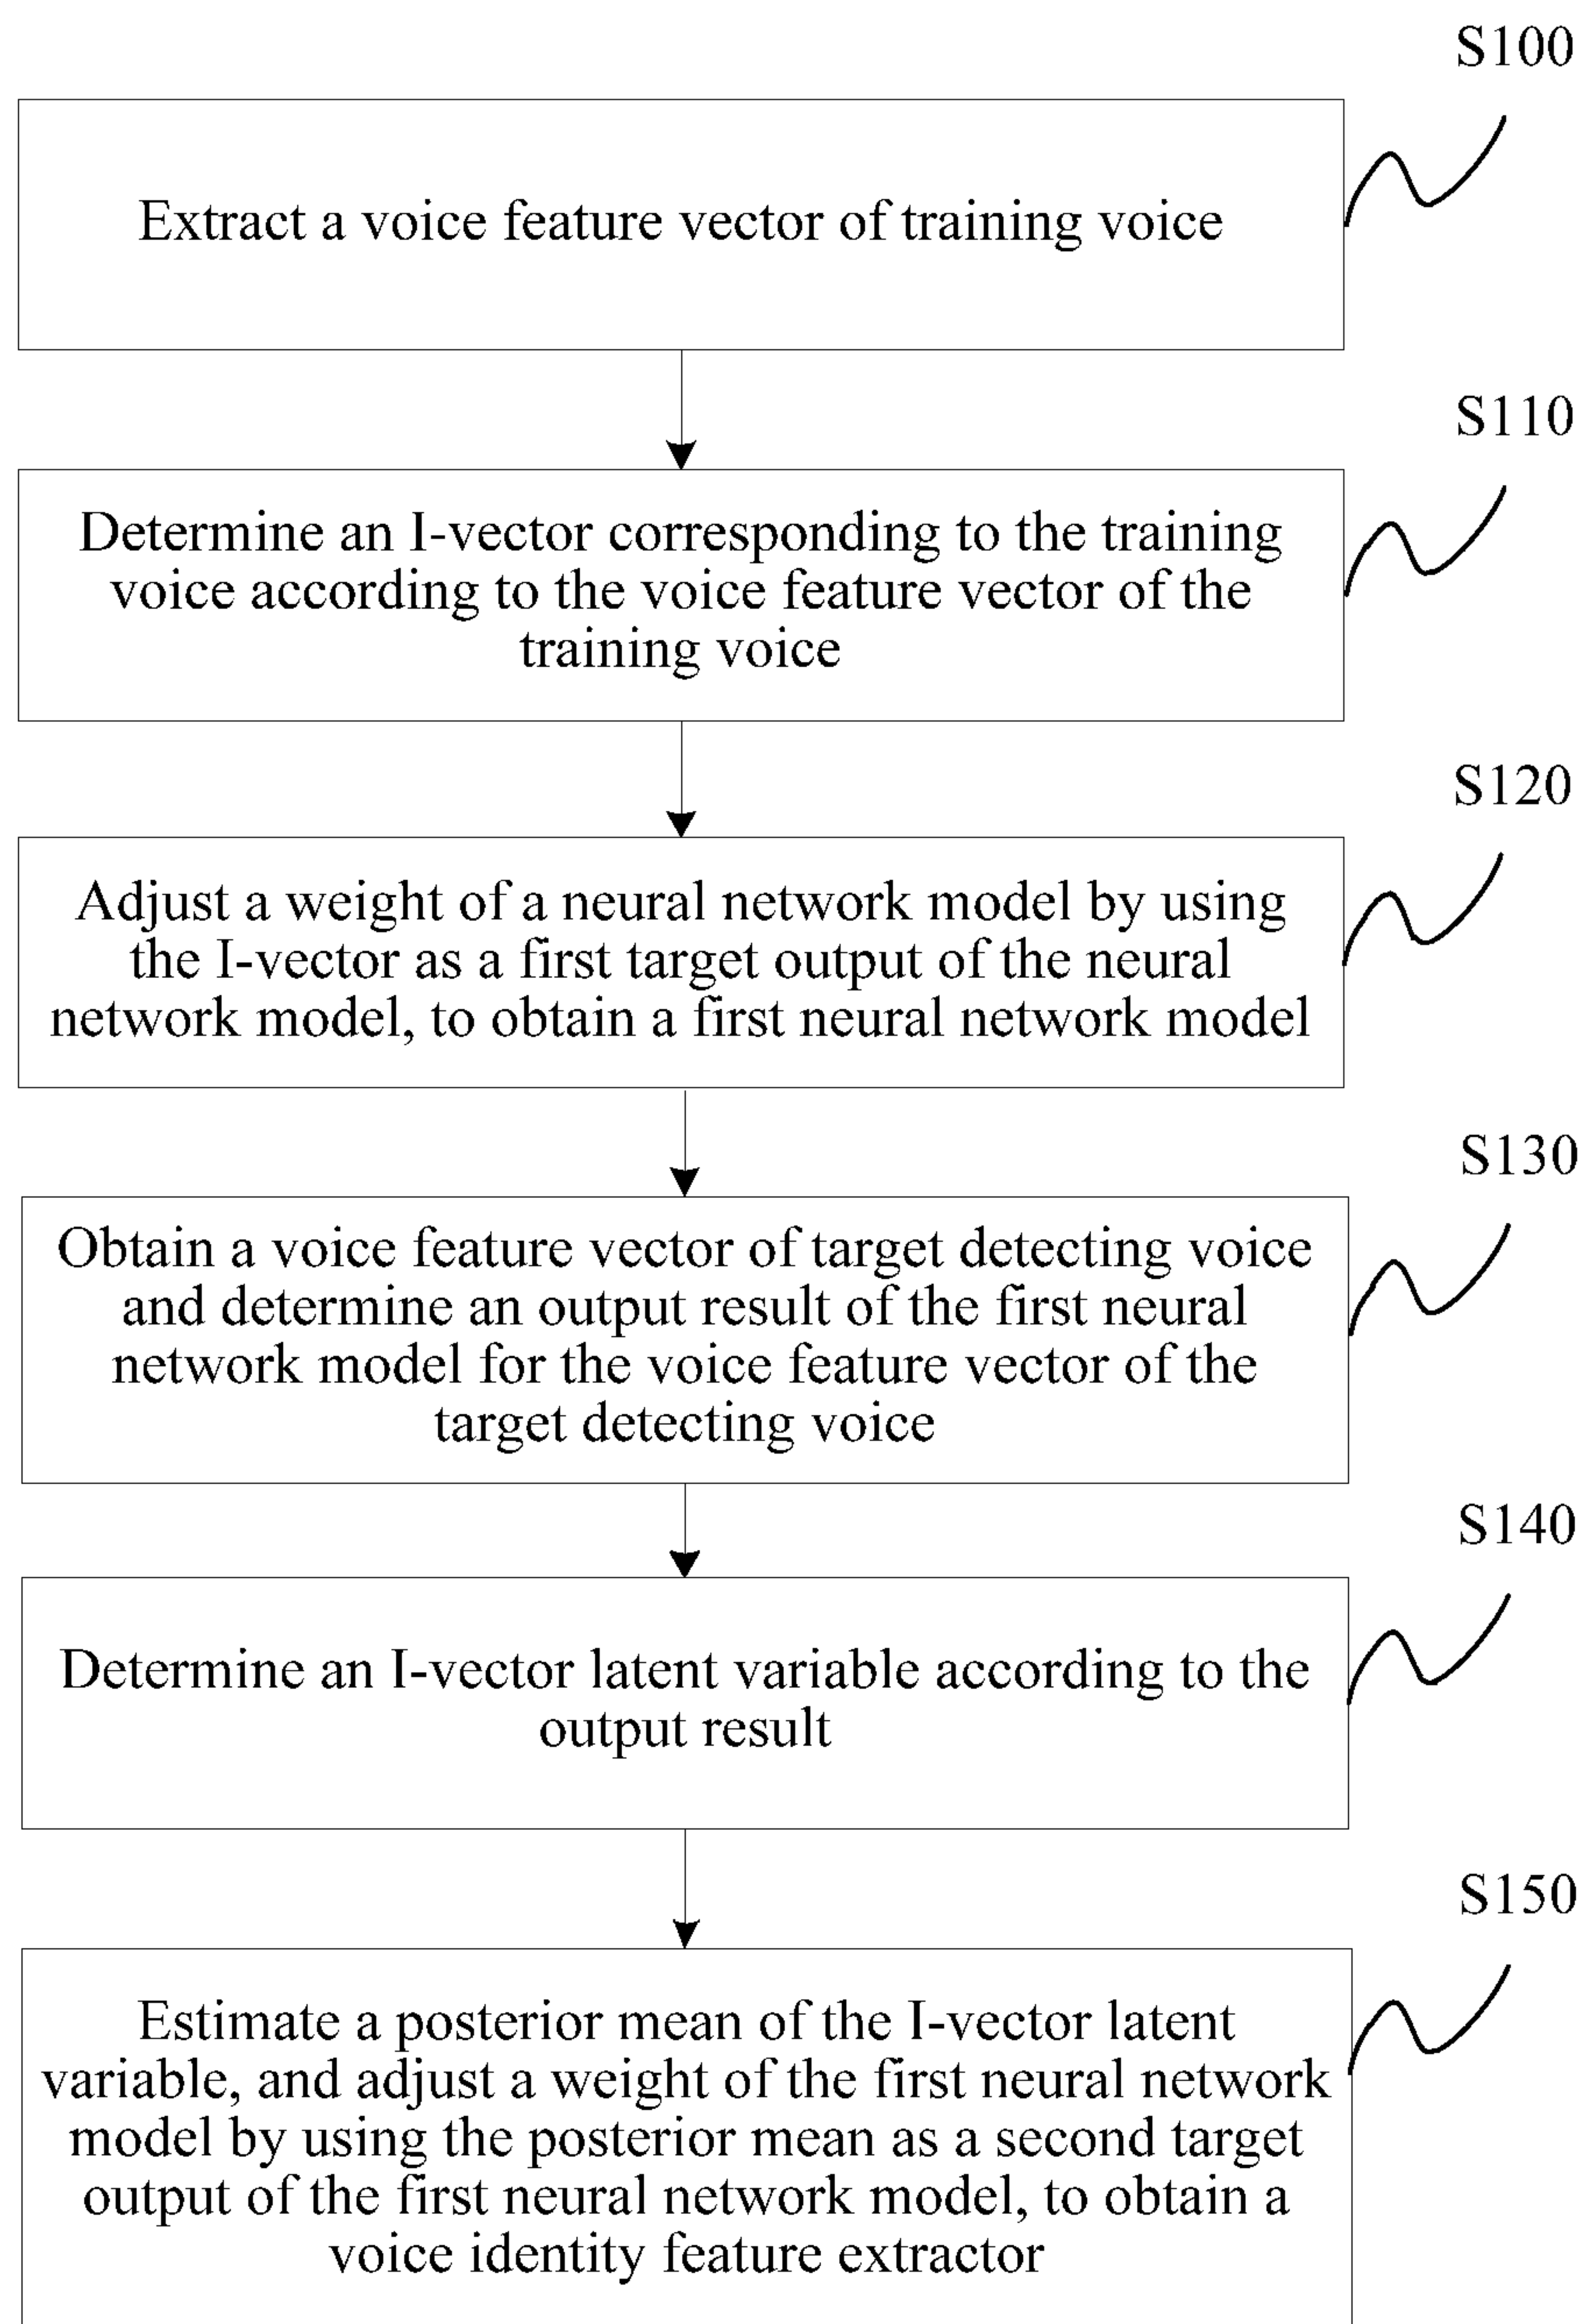 S100
Extract a voice feature vector of training voice
S110
Determine an I-vector corresponding to the training
voice according to the voice feature vector of the
training voice
S120
Adjust a weight of a neural network model by using
the I-vector as a first target output of the neural
network model, to obtain a first neural network model
S130
Obtain a voice feature vector of target detecting voice
and determine an output result of the first neural
network model for the voice feature vector of the
target detecting voice
S140
Determine an I-vector latent variable according to the
output result
S150
Estimate a posterior mean of the I-vector latent
variable, and adjust a weight of the first neural network
model by using the posterior mean as a second target
output of the first neural network model, to obtain a
voice identity feature extractor